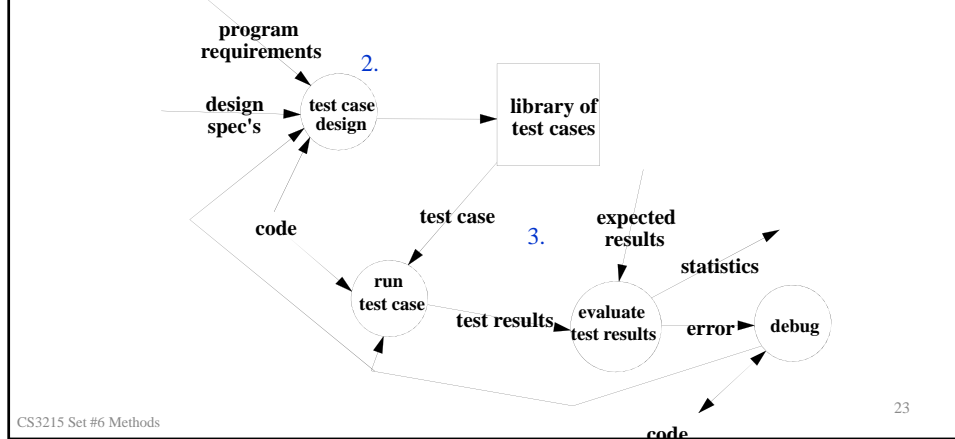 program
requirements
2.
design
spec's
test case
design
library of
test cases
code
test case
3.
expected
results
statistics
run
test case
test results
evaluate
test results
error
debug
code
CS3215 Set #6 Methods
23